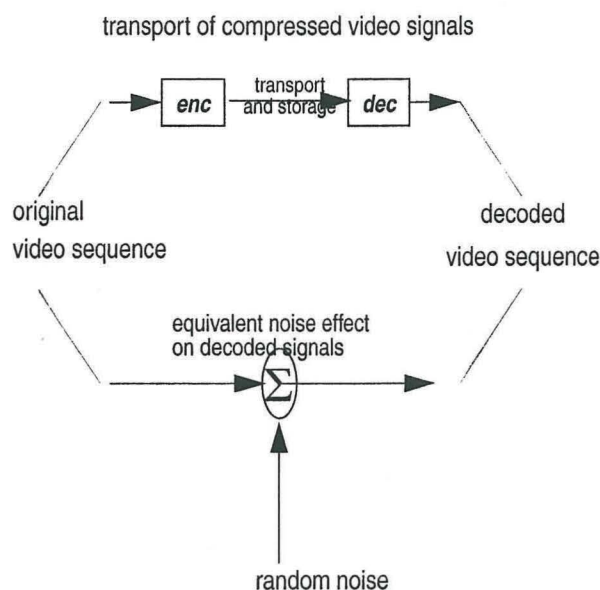 transport of compressed video signals
enc
transport
and storage
dec
original
video sequence
decoded
video sequence
equivalent noise effect
on decoded signals
Σ
random noise